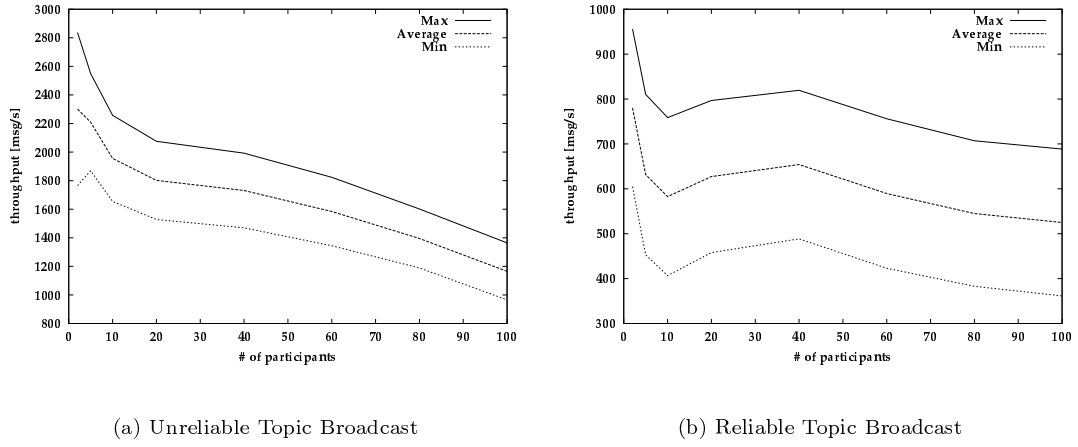 3000
2800
2600
2400
2200
2000
1800
1600
1400
1200
1000
800
throughput [msg/s]
Max
Average
Min
0 10 20 30 40 50 60 70 80 90 100
# of participants
(a) Unreliable Topic Broadcast
1000
900
800
700
600
500
400
300
throughput [msg/s]
Max
Average
Min
0 10 20 30 40 50 60 70 80 90 100
# of participants
(b) Reliable Topic Broadcast